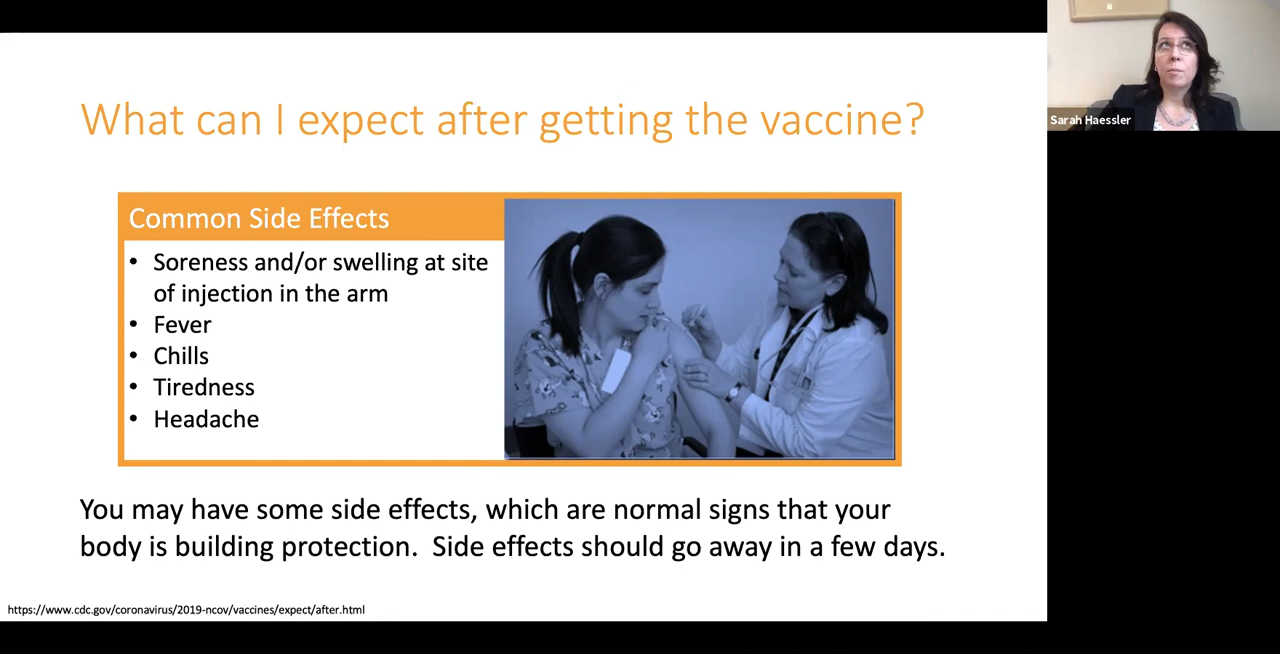 What can I expect after getting the vaccine?
Common Side Effects
• Soreness and/or swelling at site
of injection in the arm
• Fever
• Chills
• Tiredness
• Headache
You may have some side effects, which are normal signs that your
body is building protection.  Side effects should go away in a few days.
https://www.cdc.gov/coronavirus/2019-ncov/vaccines/expect/after.html
Sarah Haessler